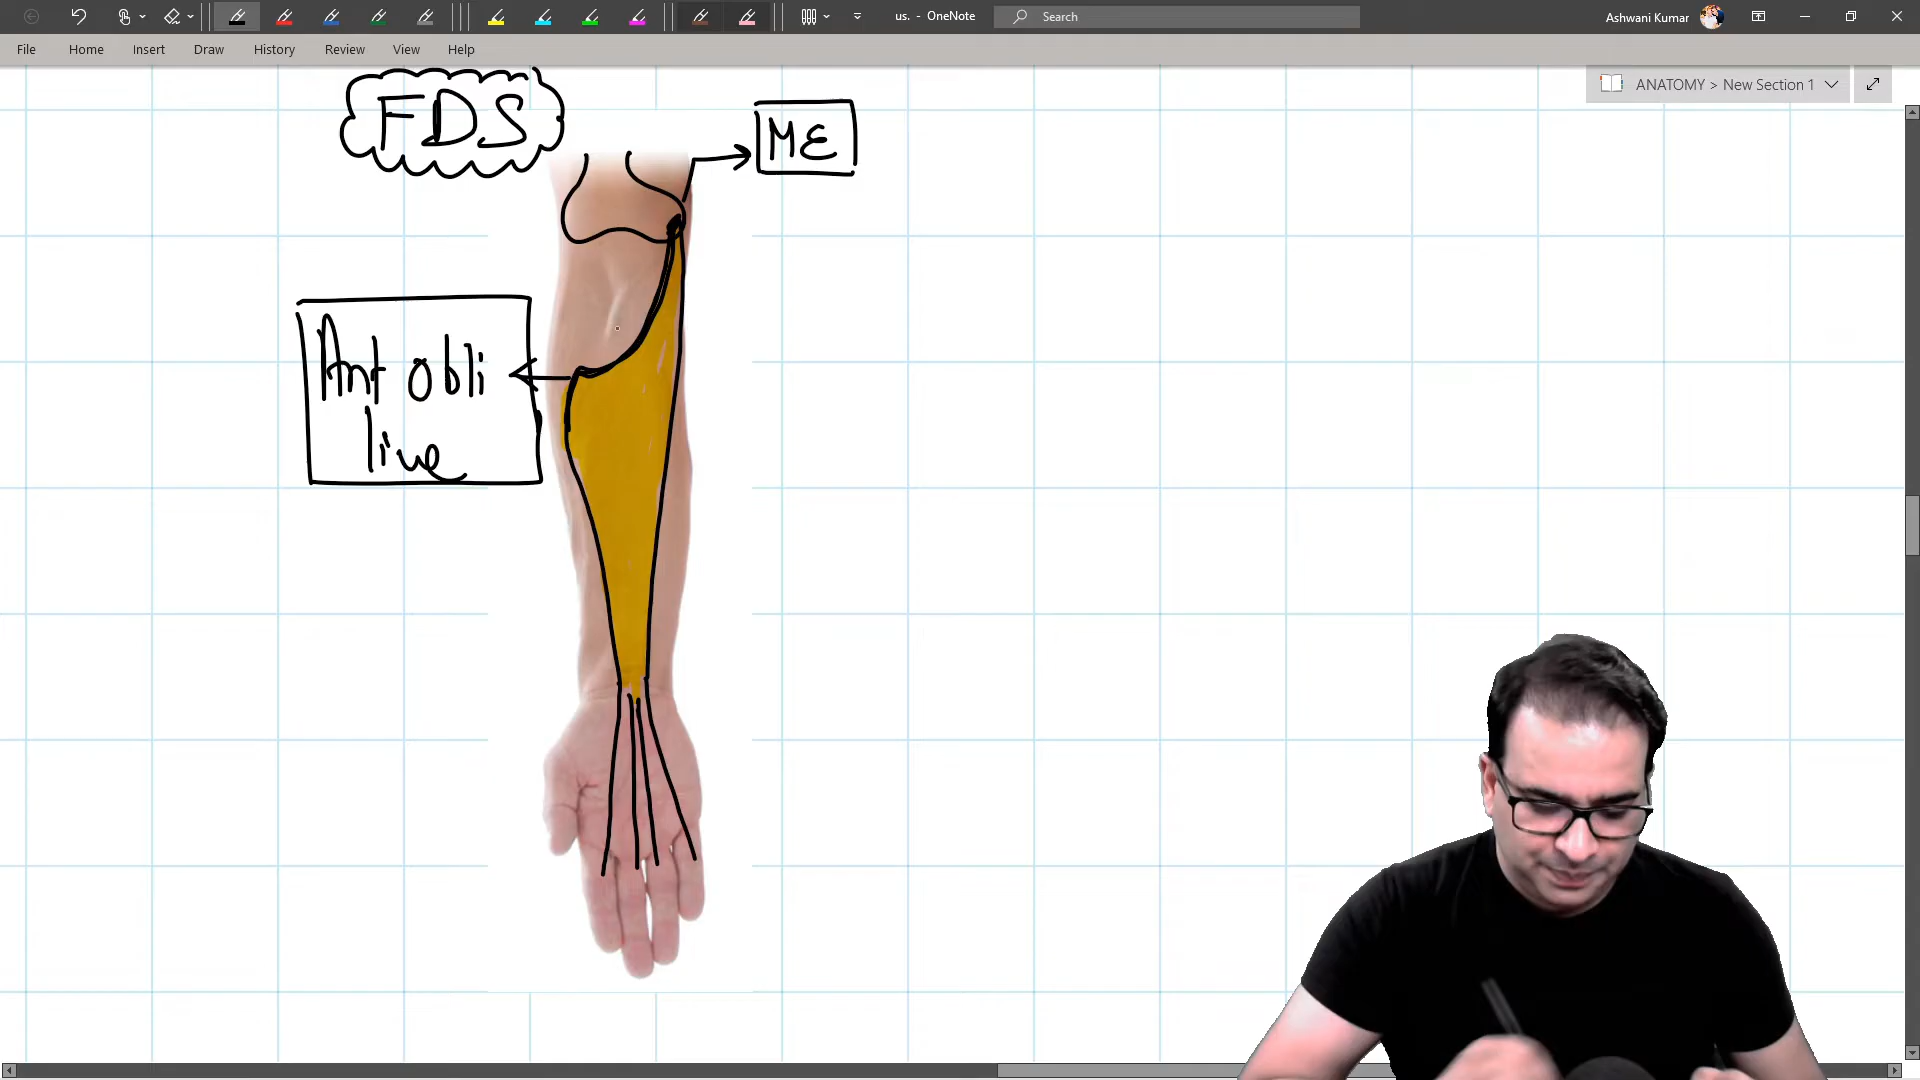 us. - OneNote
Search
Ashwani Kumar
File Home Insert Draw History Review View Help
ANATOMY > New Section 1
FDS
ME
Ant obli
line